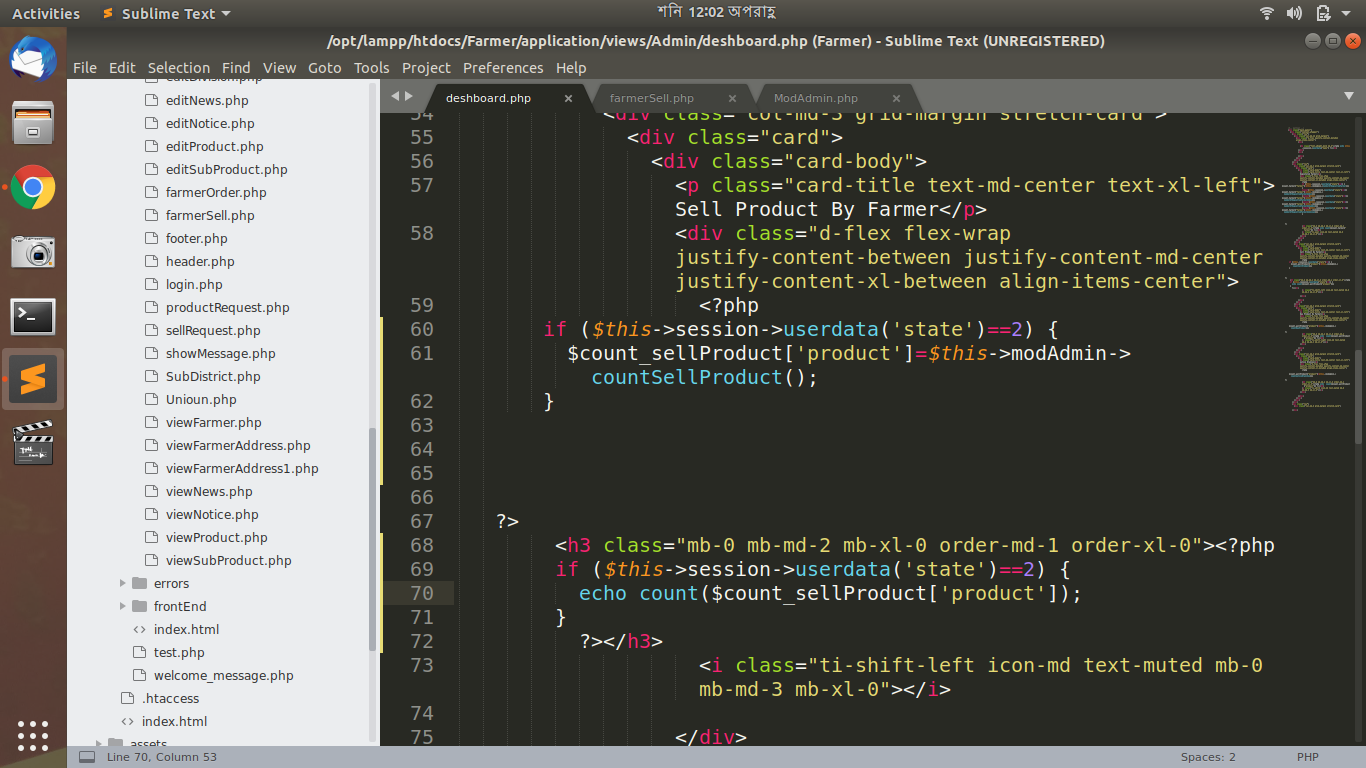 Activities
Sublime Text
শনি 12:02 অপরাহ্ণ
/opt/lampp/htdocs/Farmer/application/views/Admin/deshboard.php (Farmer) - Sublime Text (UNREGISTERED)
File Edit Selection Find View Goto Tools Project Preferences Help
editDivision.php
editNews.php
editNotice.php
editProduct.php
editSubProduct.php
farmerOrder.php
farmerSell.php
footer.php
header.php
login.php
productRequest.php
sellRequest.php
showMessage.php
SubDistrict.php
Unioun.php
viewFarmer.php
viewFarmerAddress.php
viewFarmerAddress1.php
viewNews.php
viewNotice.php
viewProduct.php
viewSubProduct.php
errors
frontEnd
index.html
test.php
welcome_message.php
.htaccess
index.html
assets
deshboard.php × farmerSell.php × ModAdmin.php ×
54 <div class="col-md-3 grid-margin stretch-card">
55 <div class="card">
56 <div class="card-body">
57 <p class="card-title text-md-center text-xl-left">
Sell Product By Farmer</p>
58 <div class="d-flex flex-wrap
justify-content-between justify-content-md-center
justify-content-xl-between align-items-center">
59 <?php
60 if ($this->session->userdata('state')==2) {
61 $count_sellProduct['product']=$this->modAdmin->
countSellProduct();
62 }
63
64
65
66
67 ?>
68 <h3 class="mb-0 mb-md-2 mb-xl-0 order-md-1 order-xl-0"><?php
69 if ($this->session->userdata('state')==2) {
70 echo count($count_sellProduct['product']);
71 }
72 ?></h3>
73 <i class="ti-shift-left icon-md text-muted mb-0
mb-md-3 mb-xl-0"></i>
74
75 </div>
Line 70, Column 53
Spaces: 2
PHP